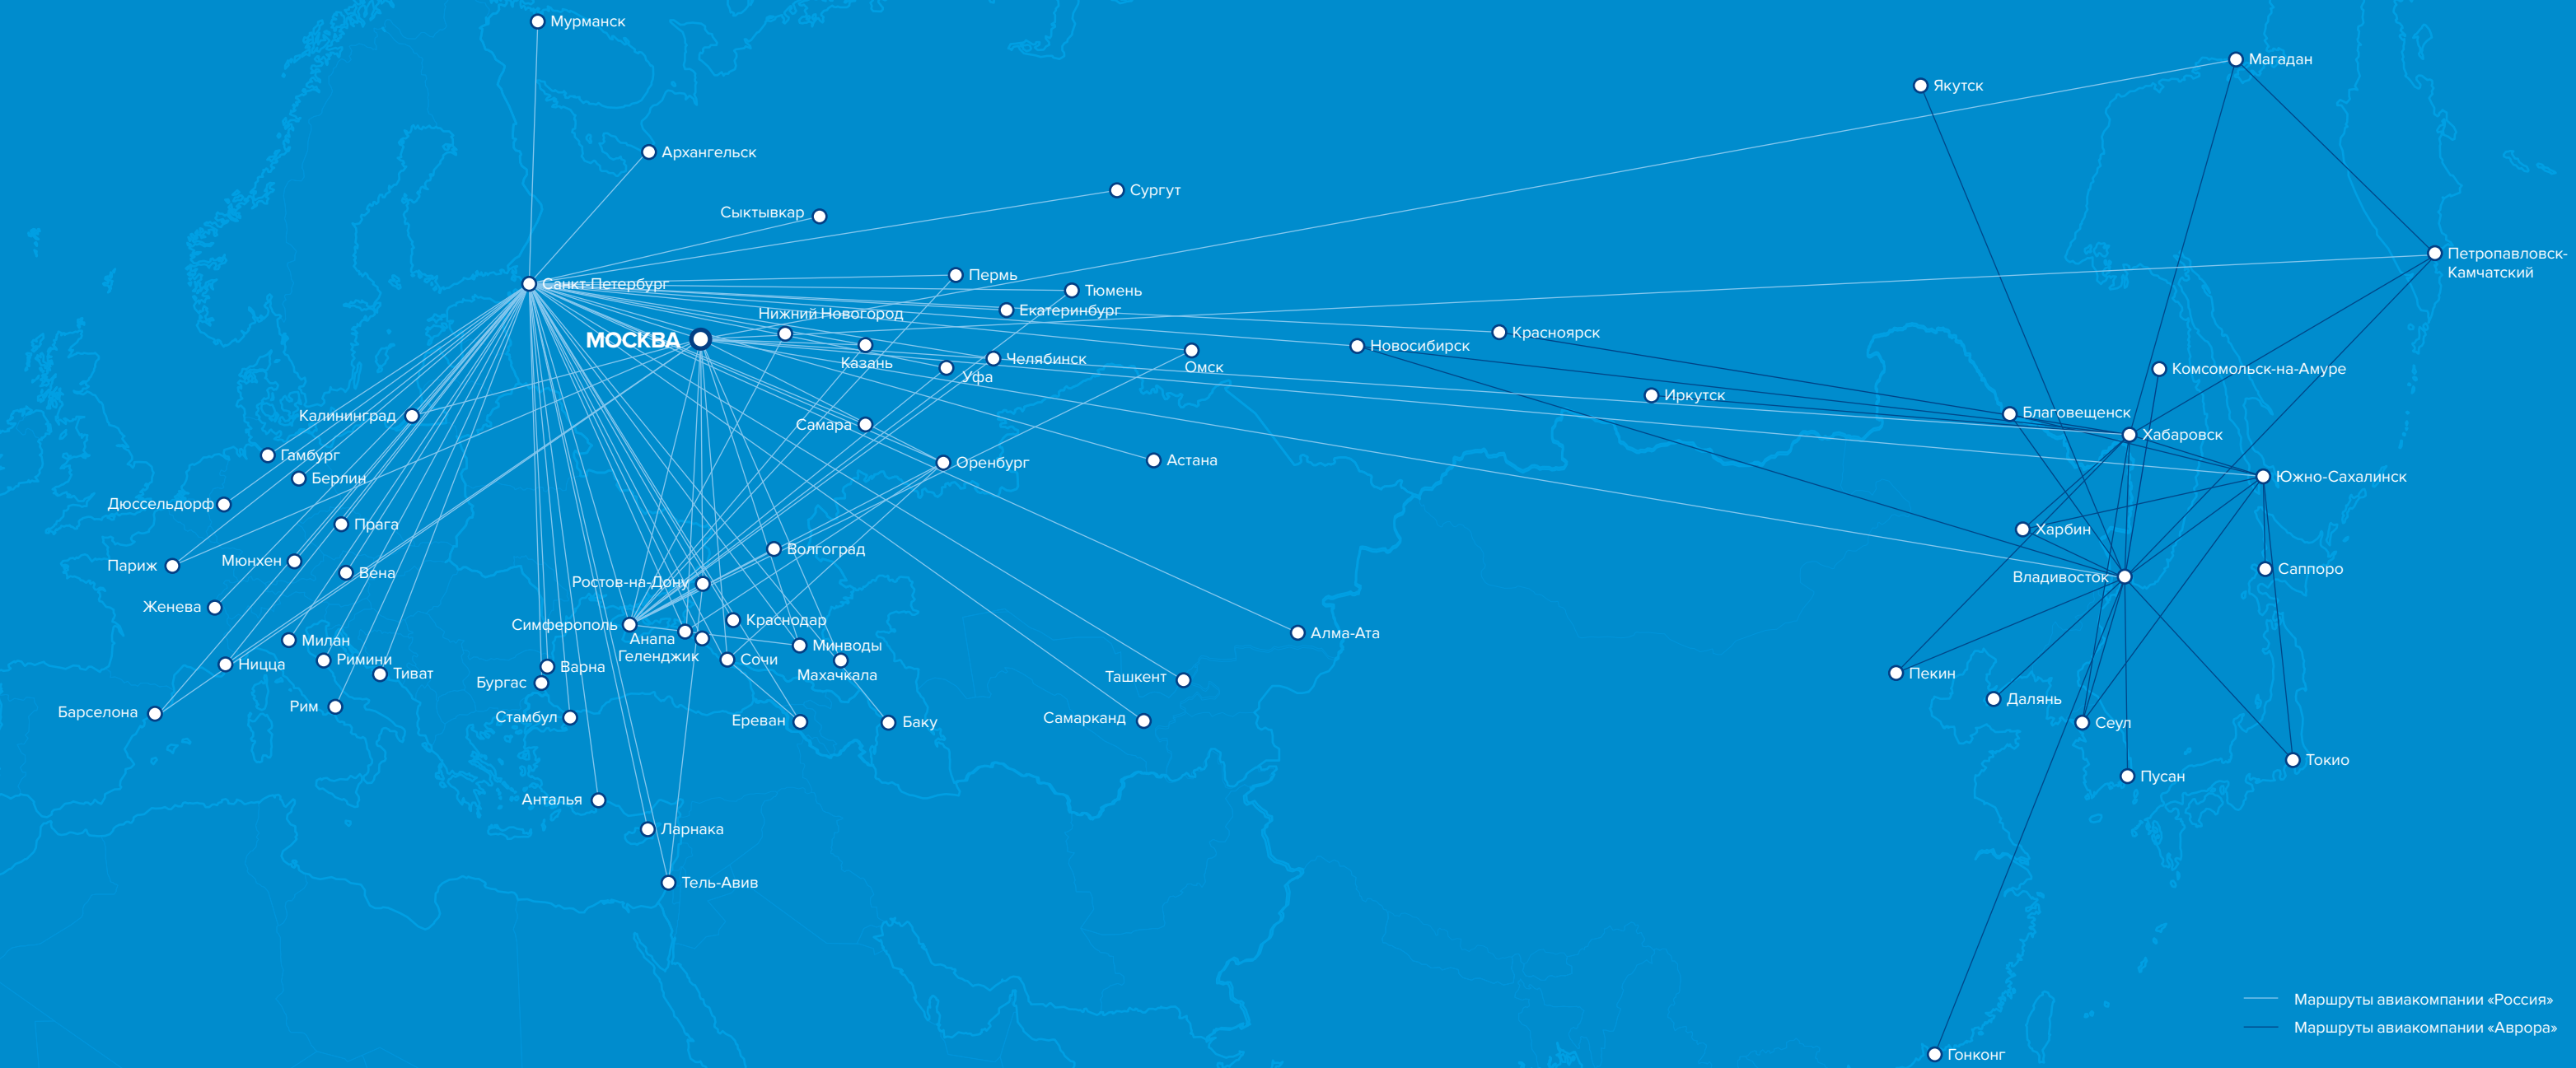 Мурманск
Магадан
Якутск
Архангельск
Сургут
Сыктывкар
Петропавловск-
Камчатский
Пермь
Санкт-Петербург
Тюмень
Екатеринбург
Нижний Новгород
МОСКВА
Красноярск
Новосибирск
Казань
Челябинск
Омск
Уфа
Комсомольск-на-Амуре
Иркутск
Благовещенск
Калининград
Самара
Хабаровск
Гамбург
Оренбург
Астана
Берлин
Южно-Сахалинск
Дюссельдорф
Прага
Харбин
Волгоград
Париж
Мюнхен
Вена
Саппоро
Владивосток
Ростов-на-Дону
Женева
Краснодар
Симферополь
Анапа
Алма-Ата
Милан
Минводы
Геленджик
Сочи
Римини
Ницца
Варна
Тиват
Махачкала
Ташкент
Пекин
Бургас
Далянь
Рим
Барселона
Стамбул
Ереван
Баку
Самарканд
Сеул
Токио
Пусан
Анталья
Ларнака
Тель-Авив
Маршруты авиакомпании «Россия»
Маршруты авиакомпании «Аврора»
Гонконг